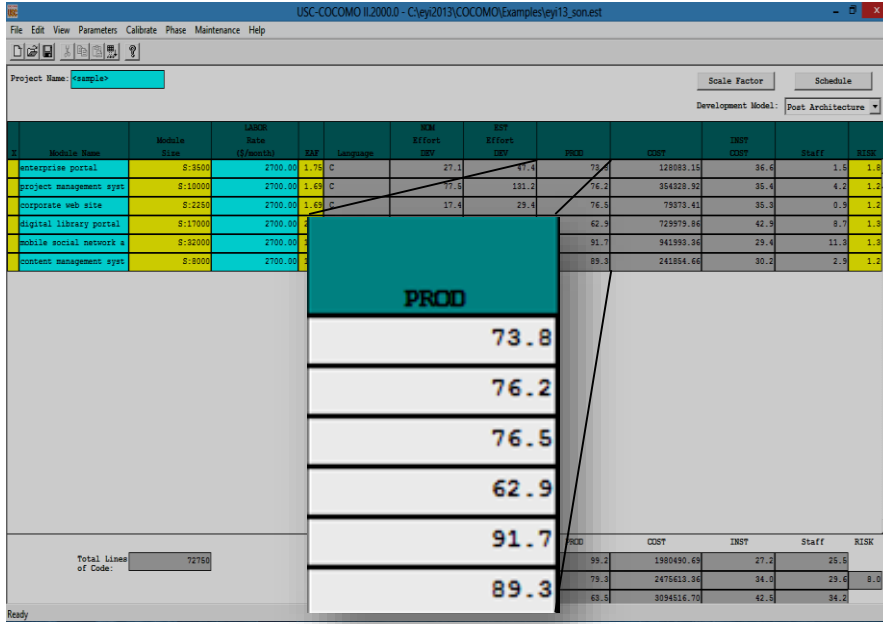 USC-COCOMO II.2000.0 - C:\eyi2013\COCOMO\Examples\eyi13_son.est
File Edit View Parameters Calibrate Phase Maintenance Help
Project Name: <sample>
Scale Factor Schedule
Development Model: Post Architecture
LABOR NOM EST
Module Rate Effort Effort INST
X Module Name Size ($/month) EAF Language DEV DEV PROD COST COST Staff RISK
enterprise portal S:3500 2700.00 1.75 C 27.1 47.4 73.8 128083.15 36.6 1.5 1.8
project management syst S:10000 2700.00 1.69 C 77.5 131.2 76.2 354328.92 35.4 4.2 1.2
corporate web site S:2250 2700.00 1.69 C 17.4 29.4 76.5 79373.41 35.3 0.9 1.2
digital library portal S:17000 2700.00 62.9 729979.86 42.9 8.7 1.3
mobile social network a S:32000 2700.00 91.7 941993.36 29.4 11.3 1.3
content management syst S:8000 2700.00 89.3 241854.66 30.2 2.9 1.2
PROD
73.8
76.2
76.5
62.9
91.7
89.3
PROD COST INST Staff RISK
Total Lines 72750 99.2 1980490.69 27.2 25.5
of Code:
79.3 2475613.36 34.0 29.6 8.0
63.5 3094516.70 42.5 34.2
Ready